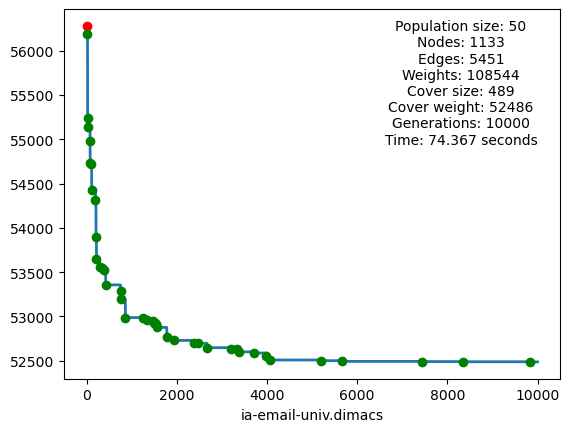 Population size: 50
Nodes: 1133
Edges: 5451
Weights: 108544
Cover size: 489
Cover weight: 52486
Generations: 10000
Time: 74.367 seconds
56000
55500
55000
54500
54000
53500
53000
52500
0 2000 4000 6000 8000 10000
ia-email-univ.dimacs